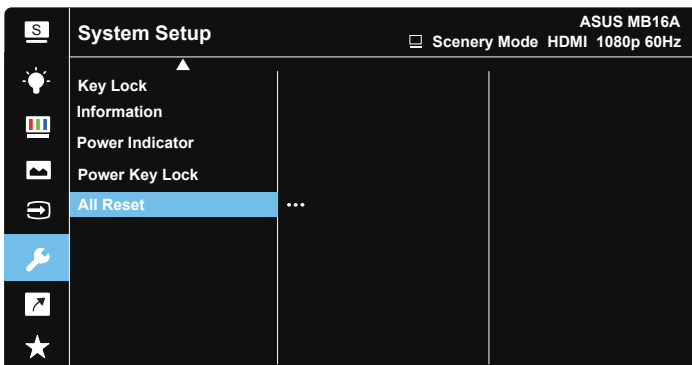 S
System Setup
ASUS MB16A
Scenery Mode HDMI 1080p 60Hz
Key Lock
Information
Power Indicator
Power Key Lock
All Reset
...